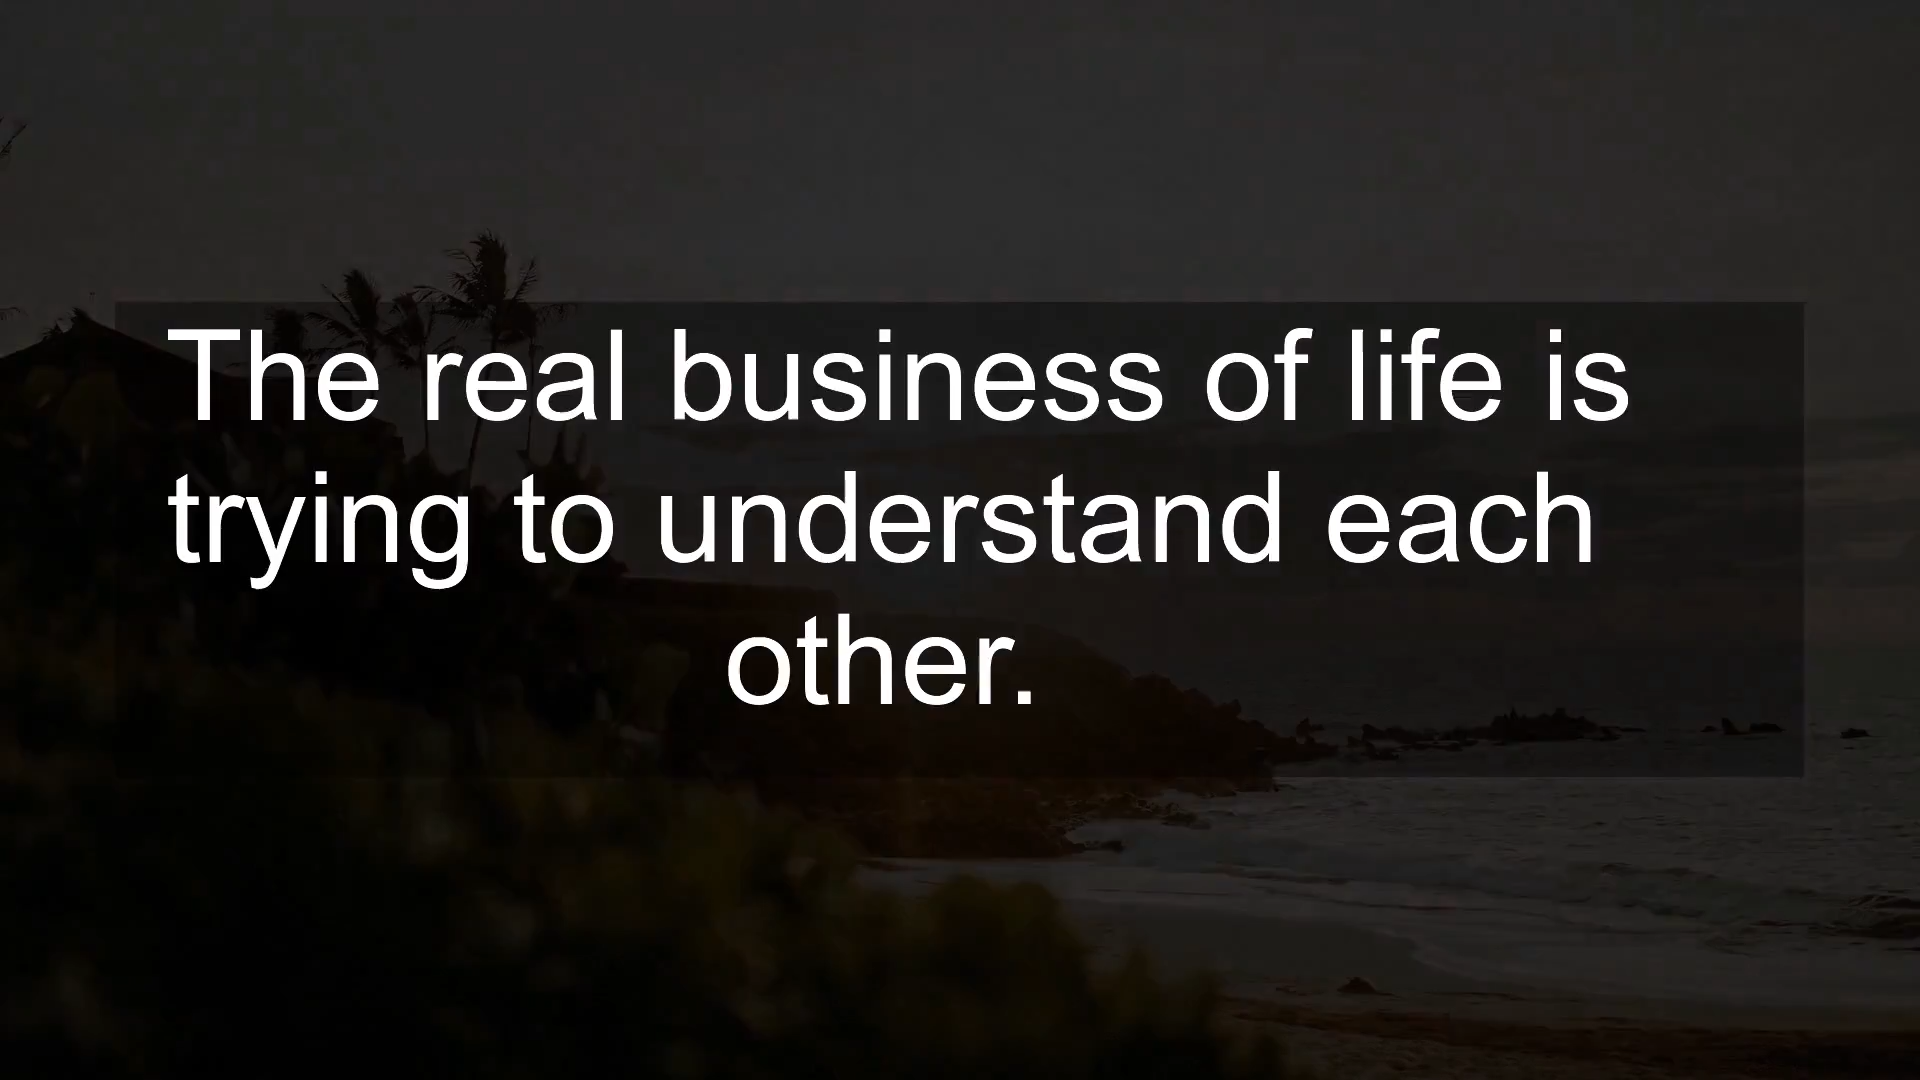 The real business of life is
trying to understand each
other.